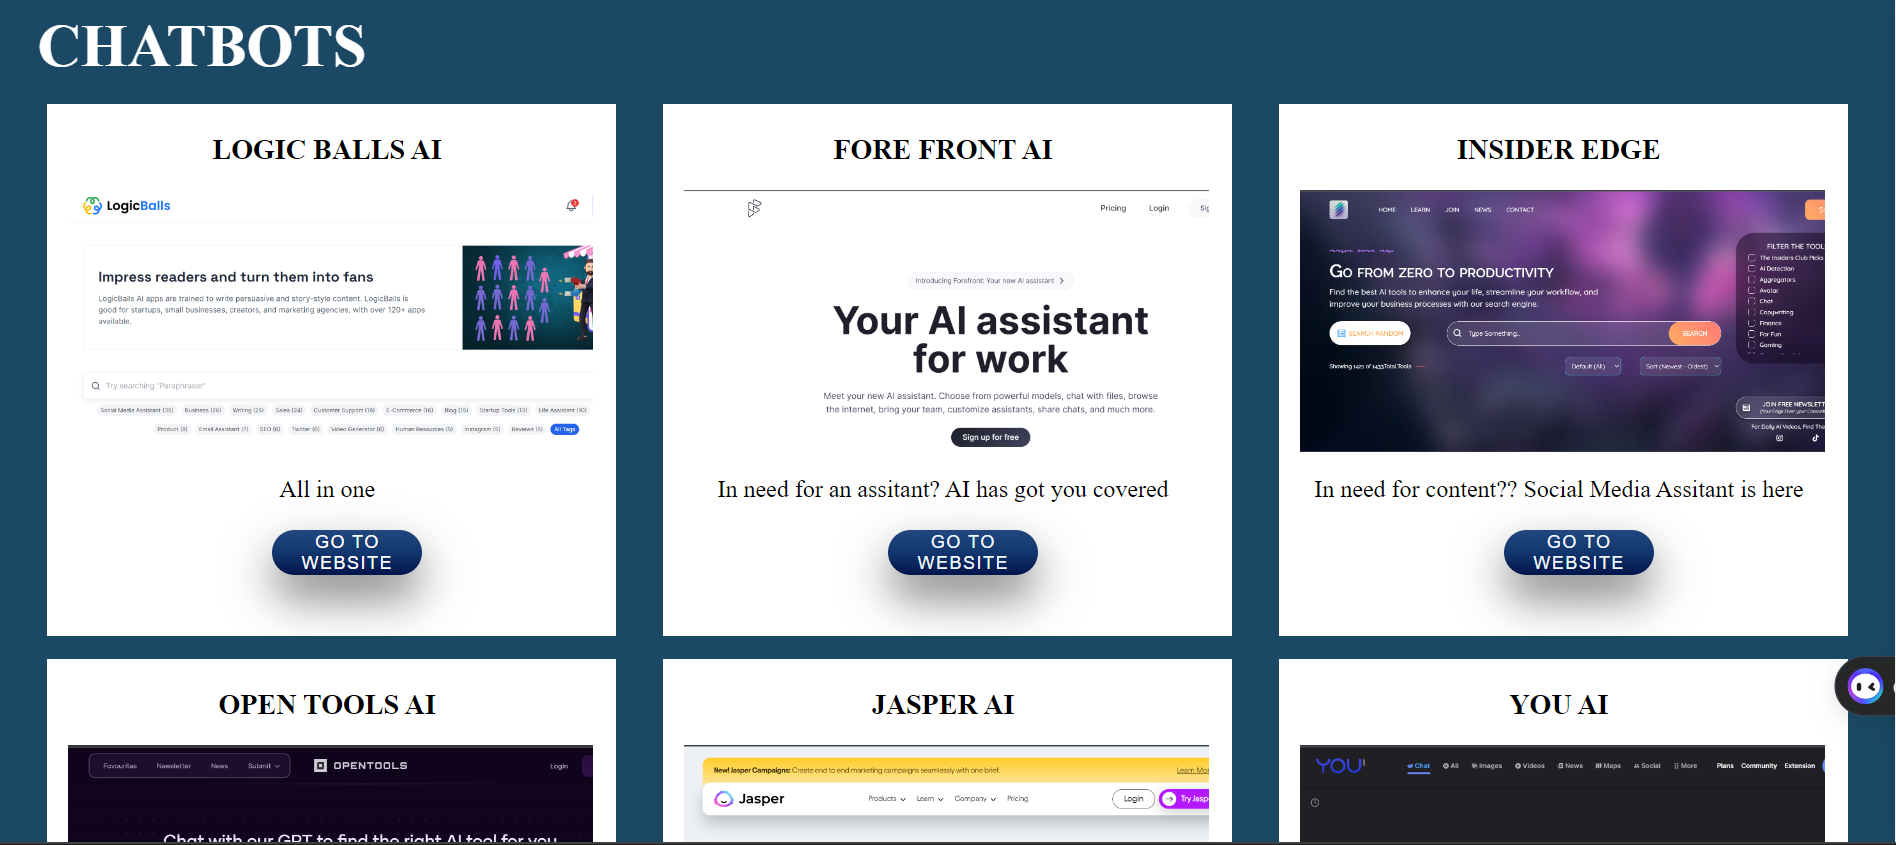 CHATBOTS
LOGIC BALLS AI
LogicBalls
Impress readers and turn them into fans
LogicBalls AI apps are trained to write persuasive and story-style content. LogicBalls is
good for startups, small businesses, creators, and marketing agencies, with over 120+ apps
available.
Try searching "Paraphraser"
Social Media Assistant (35) Business (26) Writing (25) Sales (24) Customer Support (18) E-Commerce (16) Blog (15) Startup Tools (13) Life Assistant (10)
Product (8) Email Assistant (7) SEO (6) Twitter (6) Video Generator (6) Human Resources (5) Instagram (5) Reviews (5) All Tags
All in one
GO TO
WEBSITE
FORE FRONT AI
Pricing Login
Introducing Forefront: Your new AI assistant
Your AI assistant
for work
Meet your new AI assistant. Choose from powerful models, chat with files, browse
the internet, bring your team, customize assistants, share chats, and much more.
Sign up for free
In need for an assitant? AI has got you covered
GO TO
WEBSITE
INSIDER EDGE
HOME LEARN JOIN NEWS CONTACT
GO FROM ZERO TO PRODUCTIVITY
Find the best AI tools to enhance your life, streamline your workflow, and
improve your business processes with our search engine.
SEARCH RANDOM
Type Something...
SEARCH
Showing 1421 of 1433Total Tools
Default (All)
Sort (Newest - Oldest)
FILTER THE TOOL
The Insiders Club Picks
AI Detection
Aggregators
Avatar
Chat
Copywriting
Finance
For Fun
Gaming
JOIN FREE NEWSLETT
(Your Edge Over your Compet
For Daily AI Videos, Find The
In need for content?? Social Media Assitant is here
GO TO
WEBSITE
OPEN TOOLS AI
Favourites Newsletter News Submit
OPENTOOLS
Login
Chat with our GPT to find the right AI tool for you
JASPER AI
New! Jasper Campaigns: Create end to end marketing campaigns seamlessly with one brief.
Learn Mor
Jasper
Products Learn Company Pricing
Login
Try Jasp
YOU AI
YOU
Chat All Images Videos News Maps Social More
Plans Community Extension